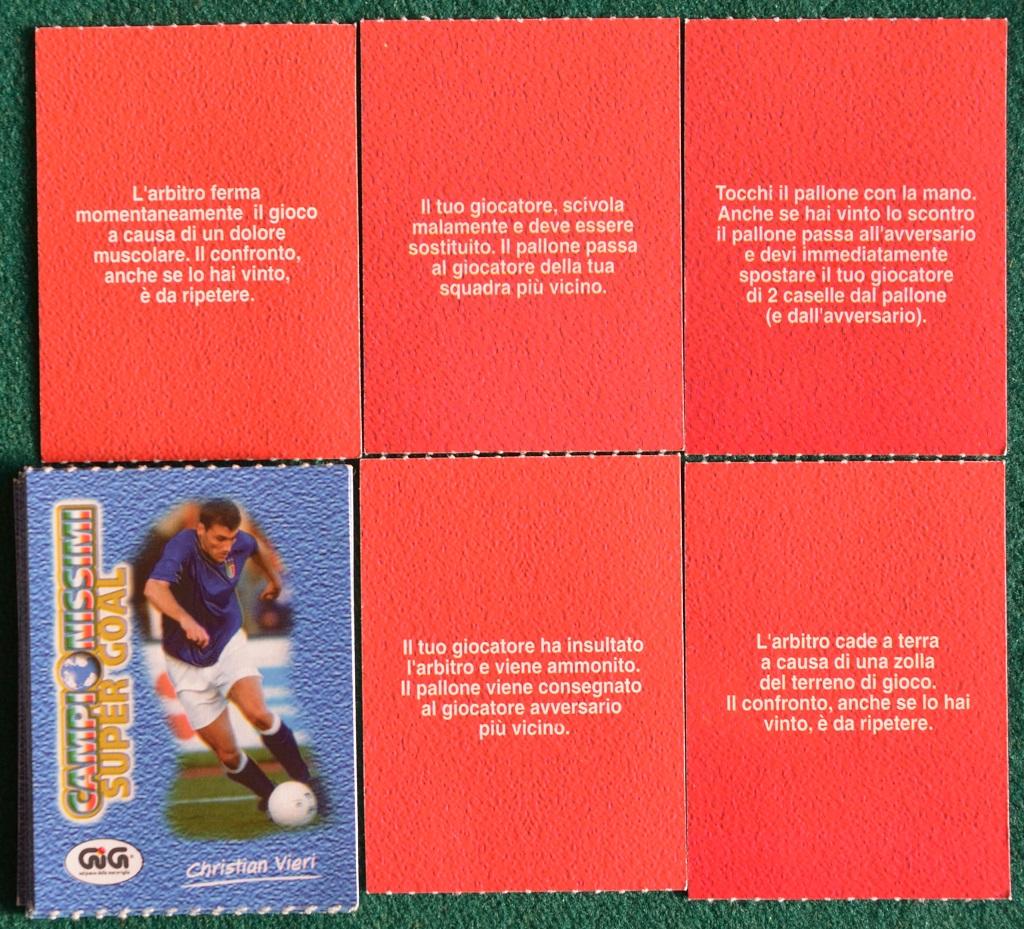 L'arbitro ferma
momentaneamente il gioco
a causa di un dolore
muscolare. Il confronto,
anche se lo hai vinto,
è da ripetere.
Il tuo giocatore, scivola
malamente e deve essere
sostituito. Il pallone passa
al giocatore della tua
squadra più vicino.
Tocchi il pallone con la mano.
Anche se hai vinto lo scontro
il pallone passa all'avversario
e devi immediatamente
spostare il tuo giocatore
di 2 caselle dal pallone
(e dall'avversario).
CAMPIONISSIMI
SUPER GOAL
GiG
Christian Vieri
Il tuo giocatore ha insultato
l'arbitro e viene ammonito.
Il pallone viene consegnato
al giocatore avversario
più vicino.
L'arbitro cade a terra
a causa di una zolla
del terreno di gioco.
Il confronto, anche se lo hai
vinto, è da ripetere.